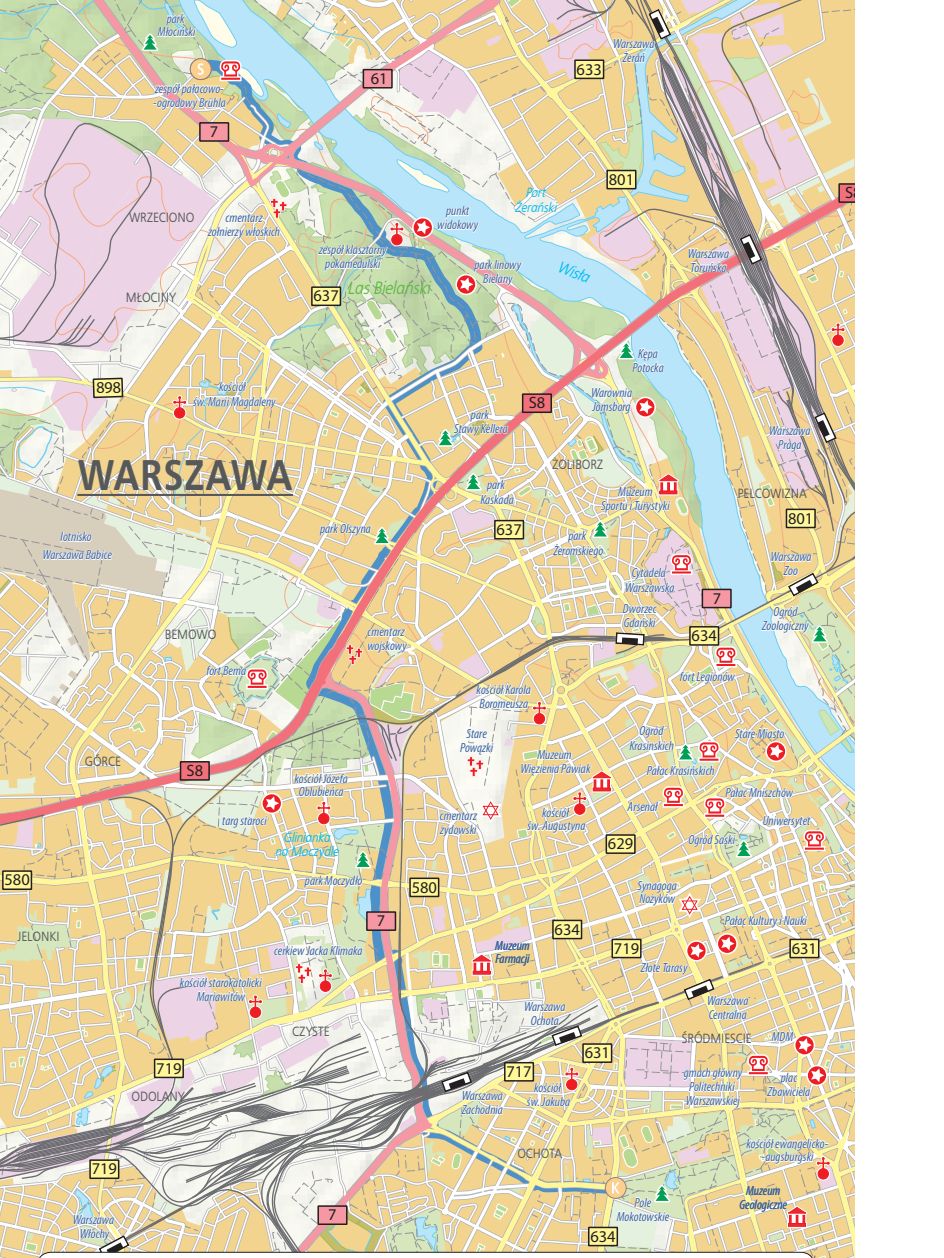 park
Młociński
S
zespół pałacowo-
-ogrodowy Brühla
61
7
633
Warszawa
Żerań
801
S8
WRZECIONO
cmentarz
żołnierzy włoskich
Port
Żerański
punkt
widokowy
zespół klasztorny
pokamedulski
park linowy
Bielany
Wisła
Warszawa
Toruńska
Las Bielański
637
MŁOCINY
898
kościół
św. Marii Magdaleny
Kępa
Potocka
Warownia
Jomsborg
S8
park
Stawy Kellera
Warszawa
Praga
WARSZAWA
ŻOLIBORZ
park
Kaskada
Muzeum
Sportu i Turystyki
PELCOWIZNA
801
lotnisko
Warszawa Babice
park Olszyna
637
park
Żeromskiego
Cytadela
Warszawska
Warszawa
Zoo
7
Dworzec
Gdański
Ogród
Zoologiczny
BEMOWO
cmentarz
wojskowy
634
fort Bema
fort Legionów
kościół Karola
Boromeusza
Stare
Powązki
Ogród
Krasińskich
Stare Miasto
GÓRCE
S8
Muzeum
Więzienia Pawiak
Pałac Krasińskich
kościół Józefa
Oblubieńca
Pałac Mniszchów
targ staroci
cmentarz
żydowski
kościół
św. Augustyna
Arsenał
Uniwersytet
Glinianka
na Moczydle
629
Ogród Saski
580
park Moczydło
580
Synagoga
Nożyków
7
Pałac Kultury i Nauki
JELONKI
634
cerkiew Jacka Klimaka
Muzeum
Farmacji
719
631
Złote Tarasy
kościół starokatolicki
Mariawitów
Warszawa
Centralna
CZYSTE
Warszawa
Ochota
ŚRÓDMIEŚCIE
MDM
631
719
717
gmach główny
Politechniki
Warszawskiej
plac
Zbawiciela
ODOLANY
Warszawa
Zachodnia
kościół
św. Jakuba
719
OCHOTA
kościół ewangelicko-
-augsburski
K
Pole
Mokotowskie
Muzeum
Geologiczne
7
Warszawa
Włochy
634